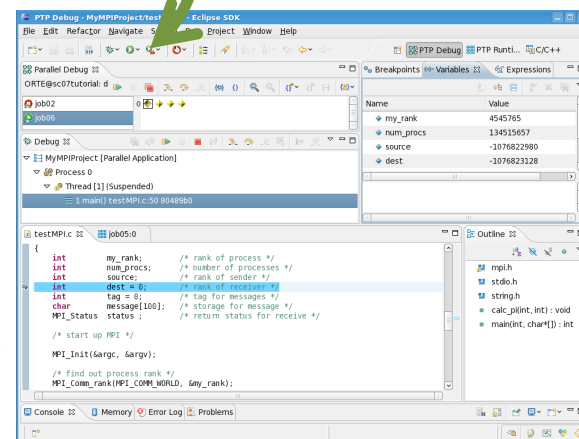 PTP Debug - MyMPIProject/test Eclipse SDK
File Edit Refactor Navigate Project Window Help
PTP Debug PTP Runti... C/C++
Parallel Debug
ORTE@sc07tutorial: d
job02
job06
0
Breakpoints Variables Expressions
Name Value
my_rank 4545765
num_procs 134515657
source -1076822980
dest -1076823128
Debug
MyMPIProject [Parallel Application]
Process 0
Thread [1] (Suspended)
1 main() testMPI.c:50 80489b0
testMPI.c job05:0
{
int my_rank; /* rank of process */
int num_procs; /* number of processes */
int source; /* rank of sender */
int dest = 0; /* rank of receiver */
int tag = 0; /* tag for messages */
char message[100]; /* storage for message */
MPI_Status status ; /* return status for receive */
/* start up MPI */
MPI_Init(&argc, &argv);
/* find out process rank */
MPI_Comm_rank(MPI_COMM_WORLD, &my_rank);
Outline
mpi.h
stdio.h
string.h
calc_pi(int, int) : void
main(int, char*[]) : int
Console Memory Error Log Problems